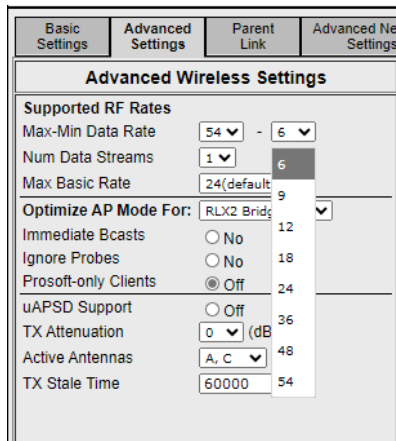 Basic Settings
Advanced Settings
Parent Link
Advanced Ne
Settings
Advanced Wireless Settings
Supported RF Rates
Max-Min Data Rate 54 - 6
Num Data Streams 1
Max Basic Rate 24(default
Optimize AP Mode For: RLX2 Bridg
Immediate Bcasts No
Ignore Probes No
Prosoft-only Clients Off
uAPSD Support Off
TX Attenuation 0 (dB
Active Antennas A, C
TX Stale Time 60000
6
9
12
18
24
36
48
54